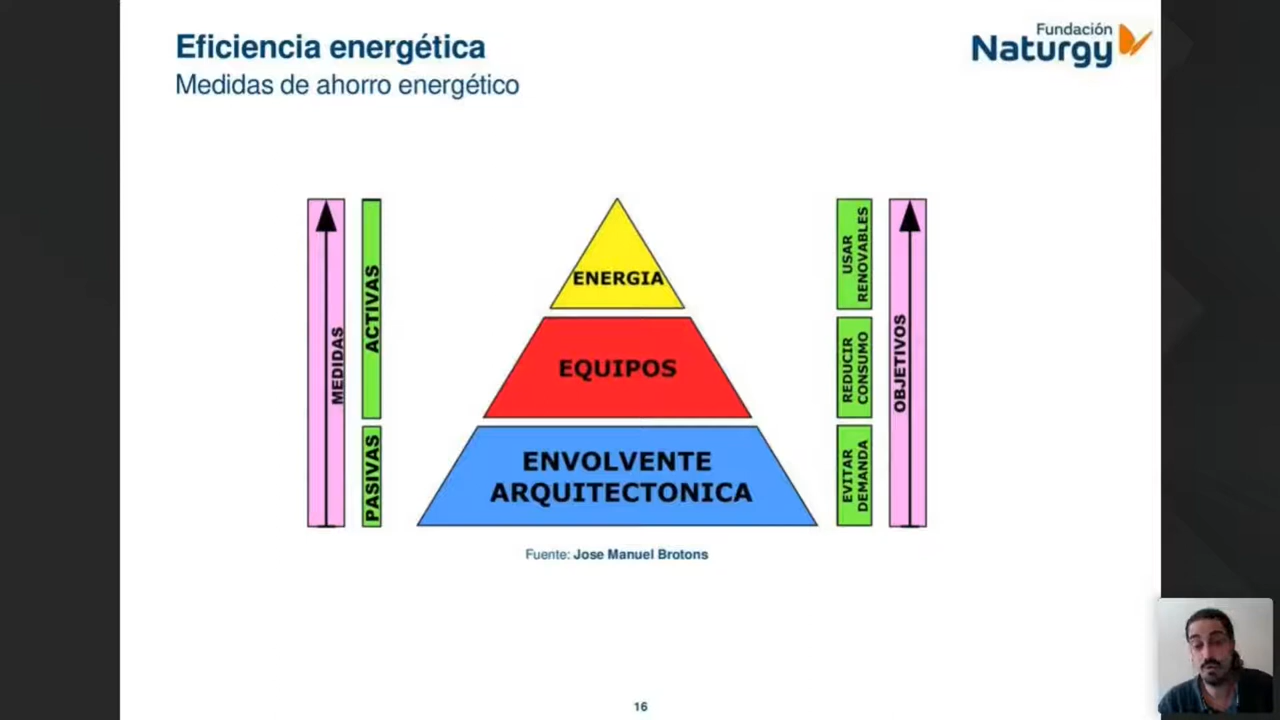 Eficiencia energética
Medidas de ahorro energético
Fundación
Naturgy
MEDIDAS
ACTIVAS
PASIVAS
ENERGIA
EQUIPOS
ENVOLVENTE
ARQUITECTONICA
USAR
RENOVABLES
REDUCIR
CONSUMO
EVITAR
DEMANDA
OBJETIVOS
Fuente: Jose Manuel Brotons
16